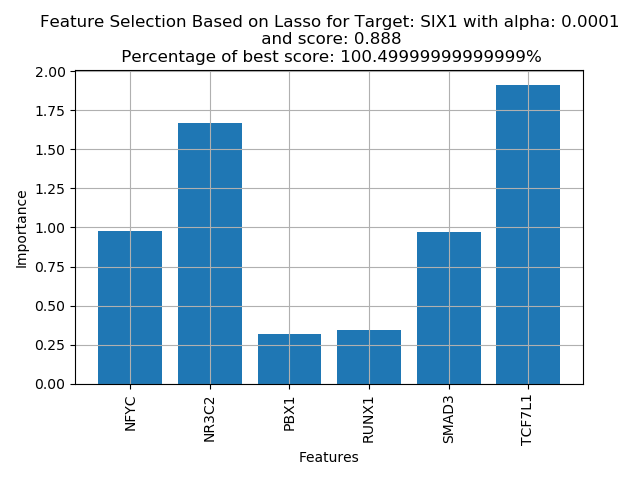 Feature Selection Based on Lasso for Target: SIX1 with alpha: 0.0001
and score: 0.888
Percentage of best score: 100.49999999999999%
2.00
1.75
1.50
1.25
1.00
0.75
0.50
0.25
0.00
Importance
NFYC
NR3C2
PBX1
RUNX1
SMAD3
TCF7L1
Features